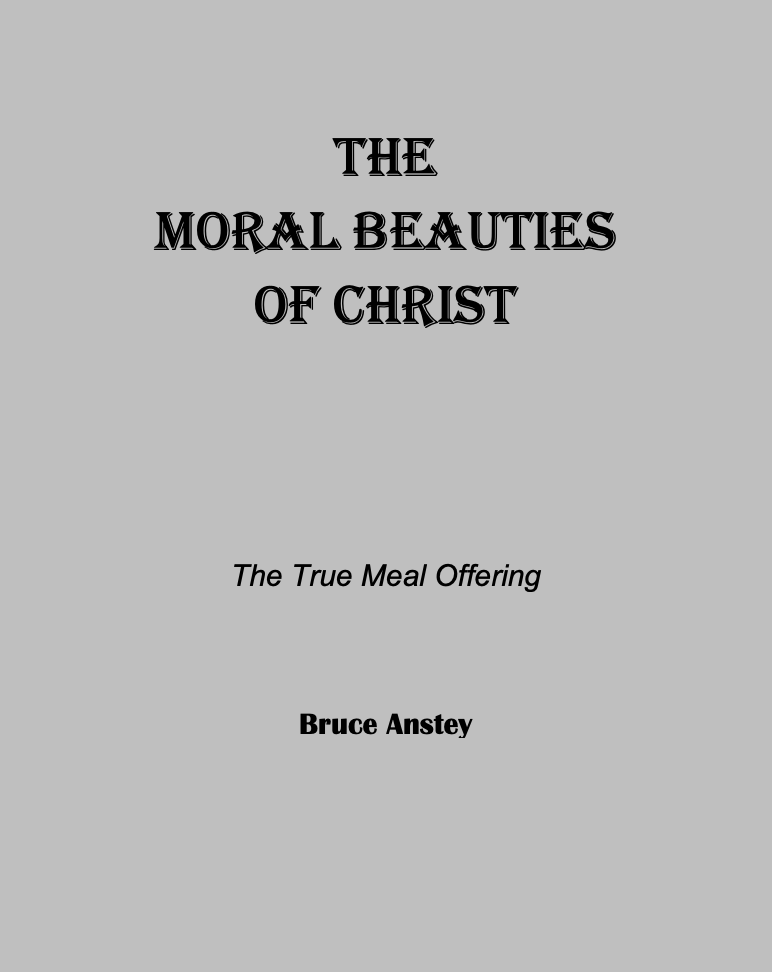 THE
MORAL BEAUTIES
OF CHRIST
The True Meal Offering
Bruce Anstey